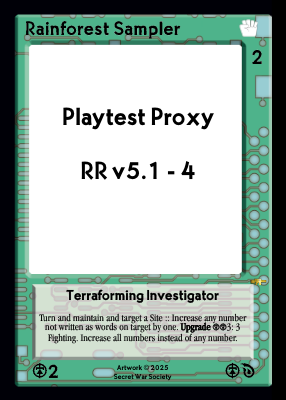 Rainforest Sampler
2
Playtest Proxy
RR v5.1 - 4
Terraforming Investigator
Turn and maintain and target a Site :: Increase any number
not written as words on target by one. Upgrade 3: 3
Fighting. Increase all numbers instead of any number.
2
Artwork © 2025
Secret War Society